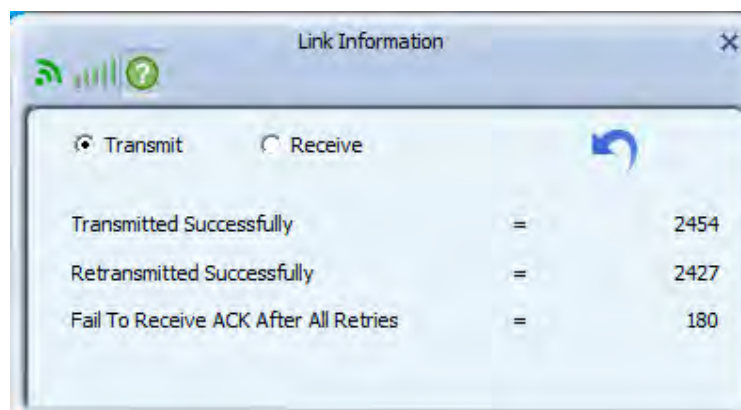 Link Information
Transmit Receive
Transmitted Successfully = 2454
Retransmitted Successfully = 2427
Fail To Receive ACK After All Retries = 180